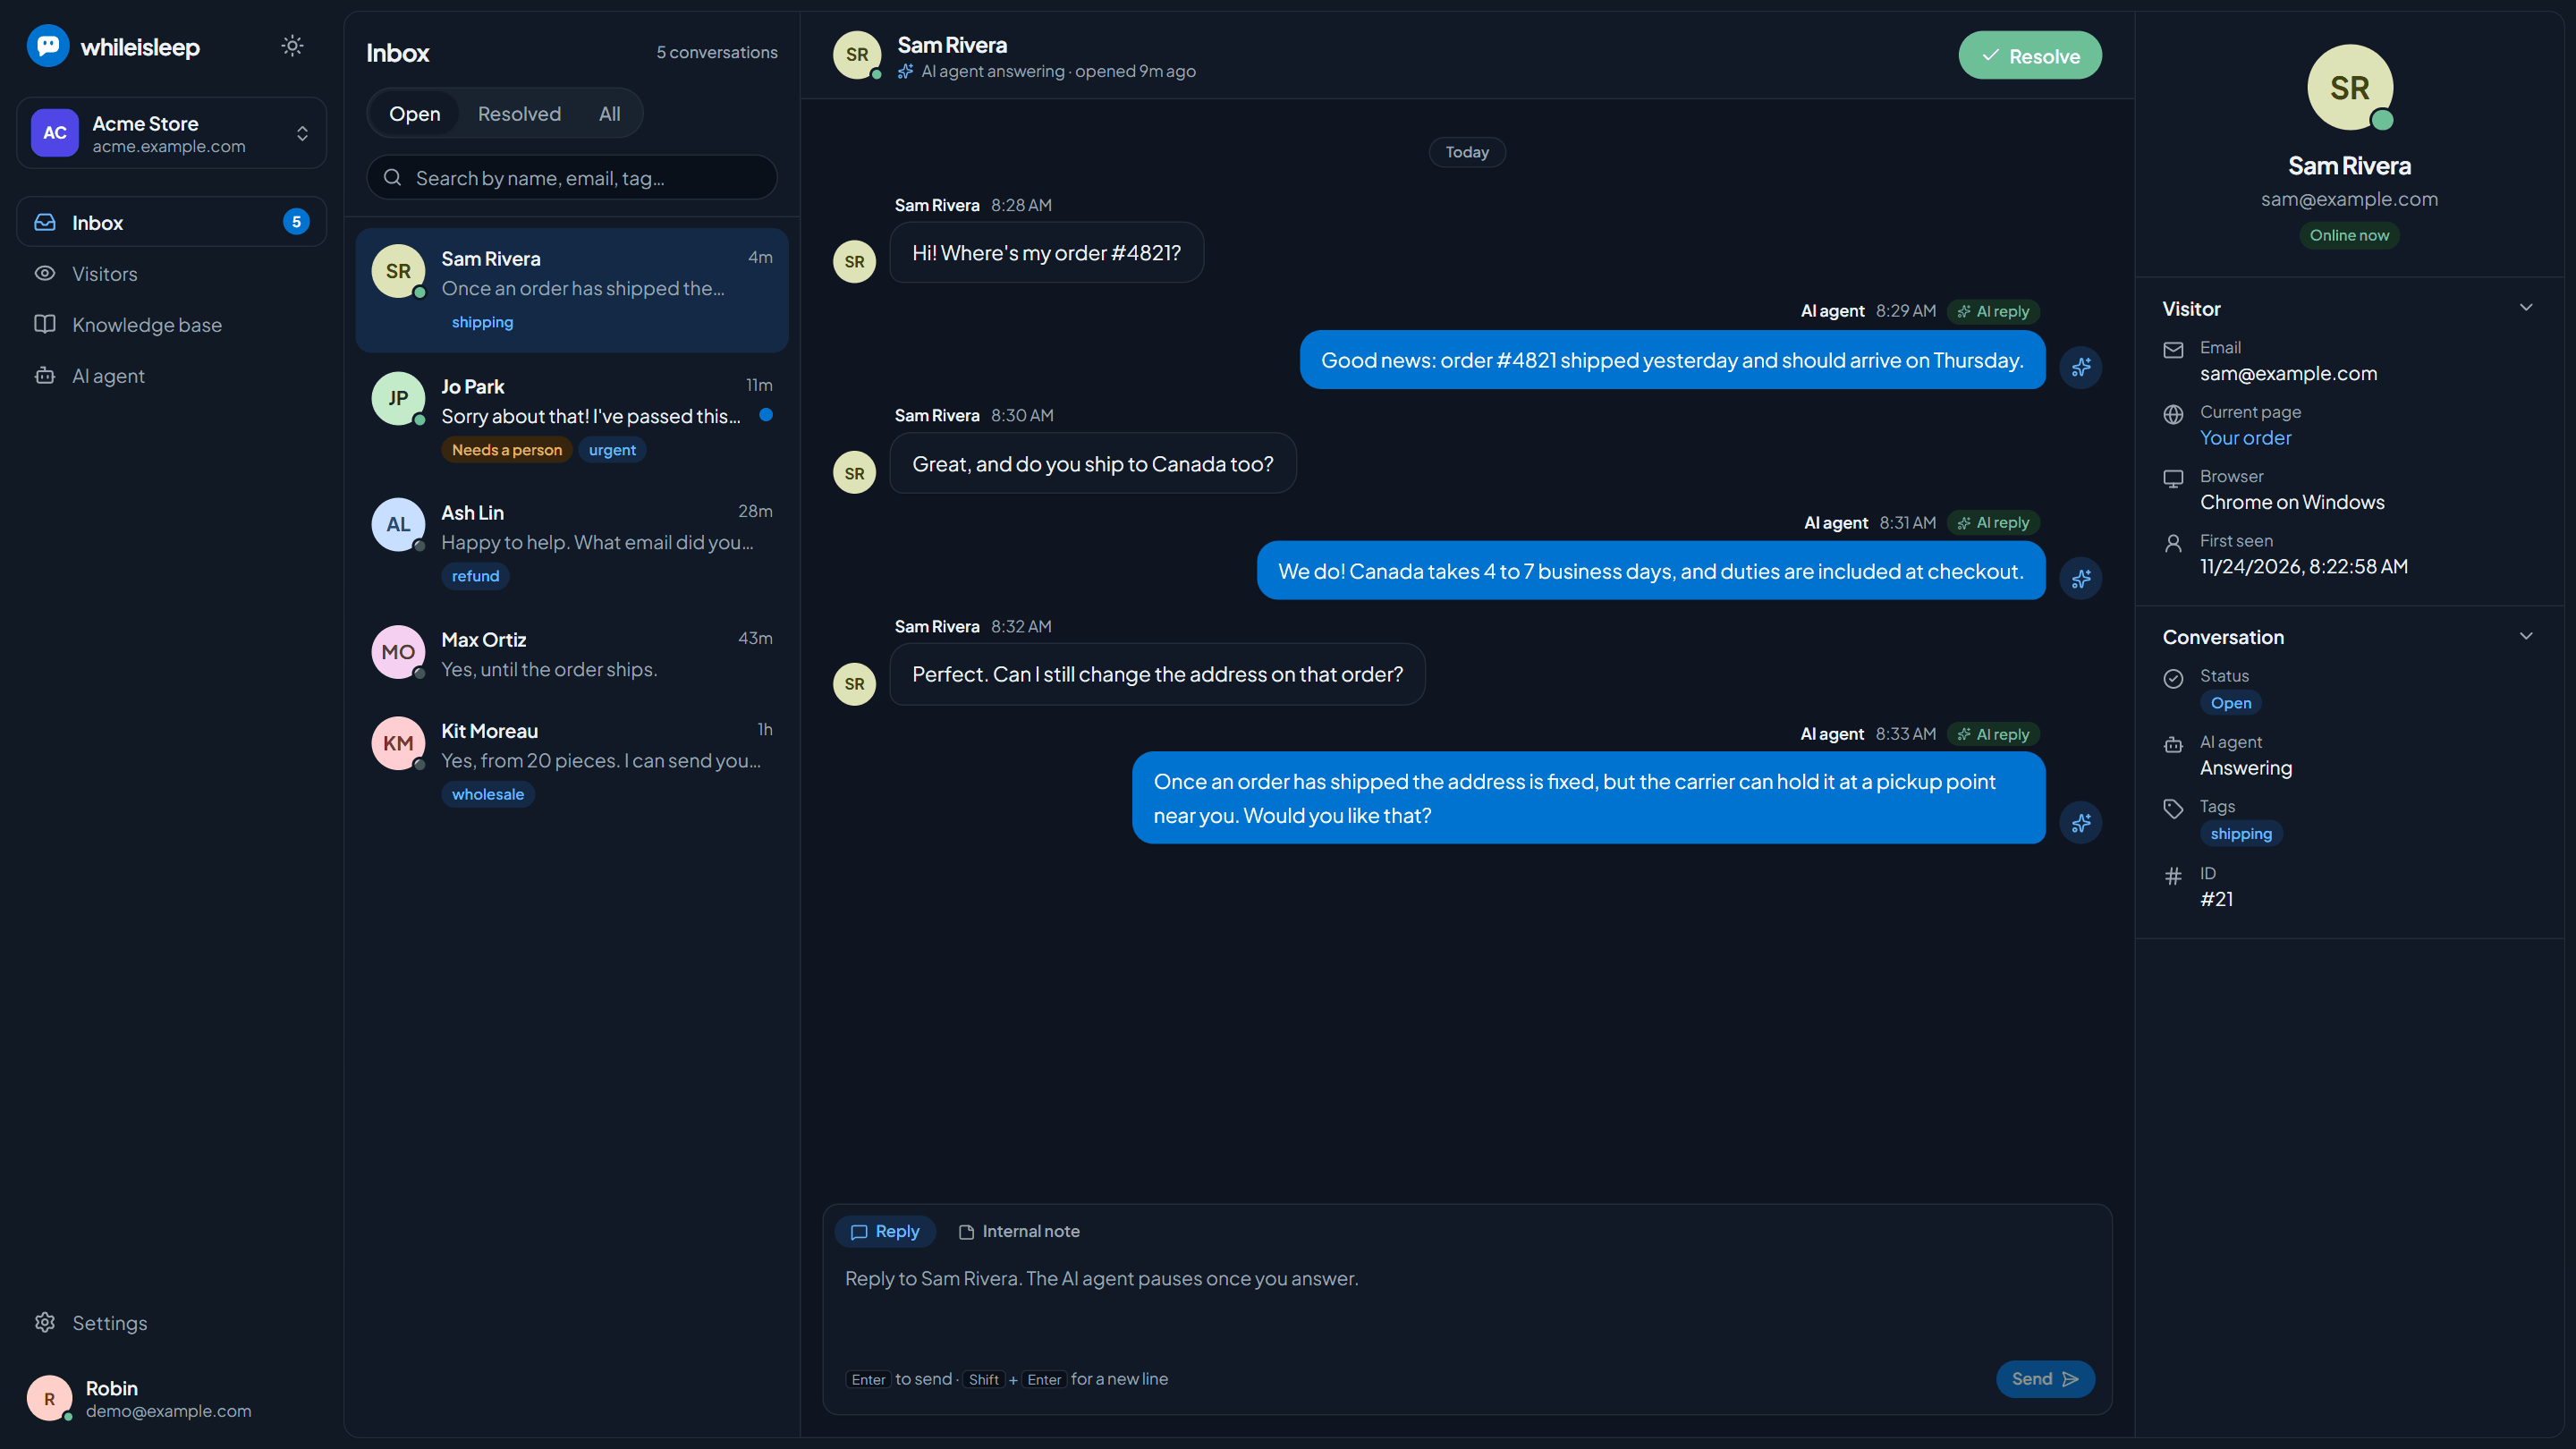 whileisleep
AC
Acme Store
acme.example.com
Inbox
5
Visitors
Knowledge base
AI agent
Settings
R
Robin
demo@example.com
Inbox
5 conversations
Open
Resolved
All
Search by name, email, tag...
SR
Sam Rivera
4m
Once an order has shipped the...
shipping
JP
Jo Park
11m
Sorry about that! I've passed this...
Needs a person
urgent
AL
Ash Lin
28m
Happy to help. What email did you...
refund
MO
Max Ortiz
43m
Yes, until the order ships.
KM
Kit Moreau
1h
Yes, from 20 pieces. I can send you...
wholesale
SR
Sam Rivera
AI agent answering · opened 9m ago
Resolve
Today
Sam Rivera 8:28 AM
SR
Hi! Where's my order #4821?
AI agent 8:29 AM AI reply
Good news: order #4821 shipped yesterday and should arrive on Thursday.
Sam Rivera 8:30 AM
SR
Great, and do you ship to Canada too?
AI agent 8:31 AM AI reply
We do! Canada takes 4 to 7 business days, and duties are included at checkout.
Sam Rivera 8:32 AM
SR
Perfect. Can I still change the address on that order?
AI agent 8:33 AM AI reply
Once an order has shipped the address is fixed, but the carrier can hold it at a pickup point
near you. Would you like that?
Reply
Internal note
Reply to Sam Rivera. The AI agent pauses once you answer.
Enter to send · Shift + Enter for a new line
Send
SR
Sam Rivera
sam@example.com
Online now
Visitor
Email
sam@example.com
Current page
Your order
Browser
Chrome on Windows
First seen
11/24/2026, 8:22:58 AM
Conversation
Status
Open
AI agent
Answering
Tags
shipping
ID
#21